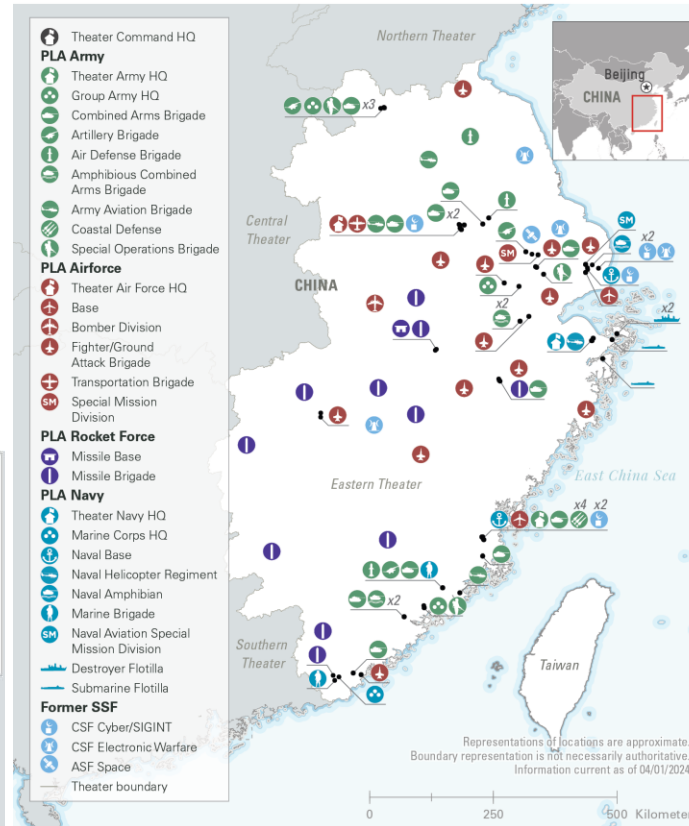 Theater Command HQ
PLA Army
Theater Army HQ
Group Army HQ
Combined Arms Brigade
Artillery Brigade
Air Defense Brigade
Amphibious Combined
Arms Brigade
Army Aviation Brigade
Coastal Defense
Special Operations Brigade
PLA Airforce
Theater Air Force HQ
Base
Bomber Division
Fighter/Ground
Attack Brigade
Transportation Brigade
SM
Special Mission
Division
PLA Rocket Force
Missile Base
Missile Brigade
PLA Navy
Theater Navy HQ
Marine Corps HQ
Naval Base
Naval Helicopter Regiment
Naval Amphibian
Marine Brigade
SM
Naval Aviation Special
Mission Division
Destroyer Flotilla
Submarine Flotilla
Former SSF
CSF Cyber/SIGINT
CSF Electronic Warfare
ASF Space
Theater boundary
Northern Theater
Beijing
CHINA
x3
Central
Theater
x2
SM
x2
SM
CHINA
x2
x2
Eastern Theater
East China Sea
x4 x2
x2
Southern
Theater
Taiwan
Representations of locations are approximate.
Boundary representation is not necessarily authoritative.
Information current as of 04/01/2024
0 250 500 Kilometer